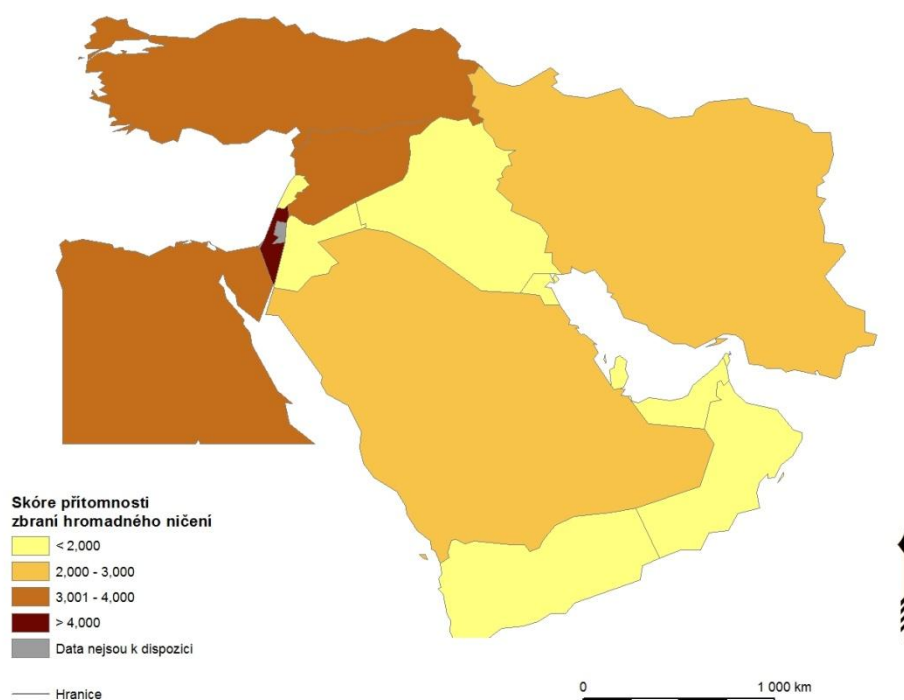 Skóre přítomnosti
zbraní hromadného ničení
< 2,000
2,000 - 3,000
3,001 - 4,000
> 4,000
Data nejsou k dispozici
Hranice
0 1 000 km